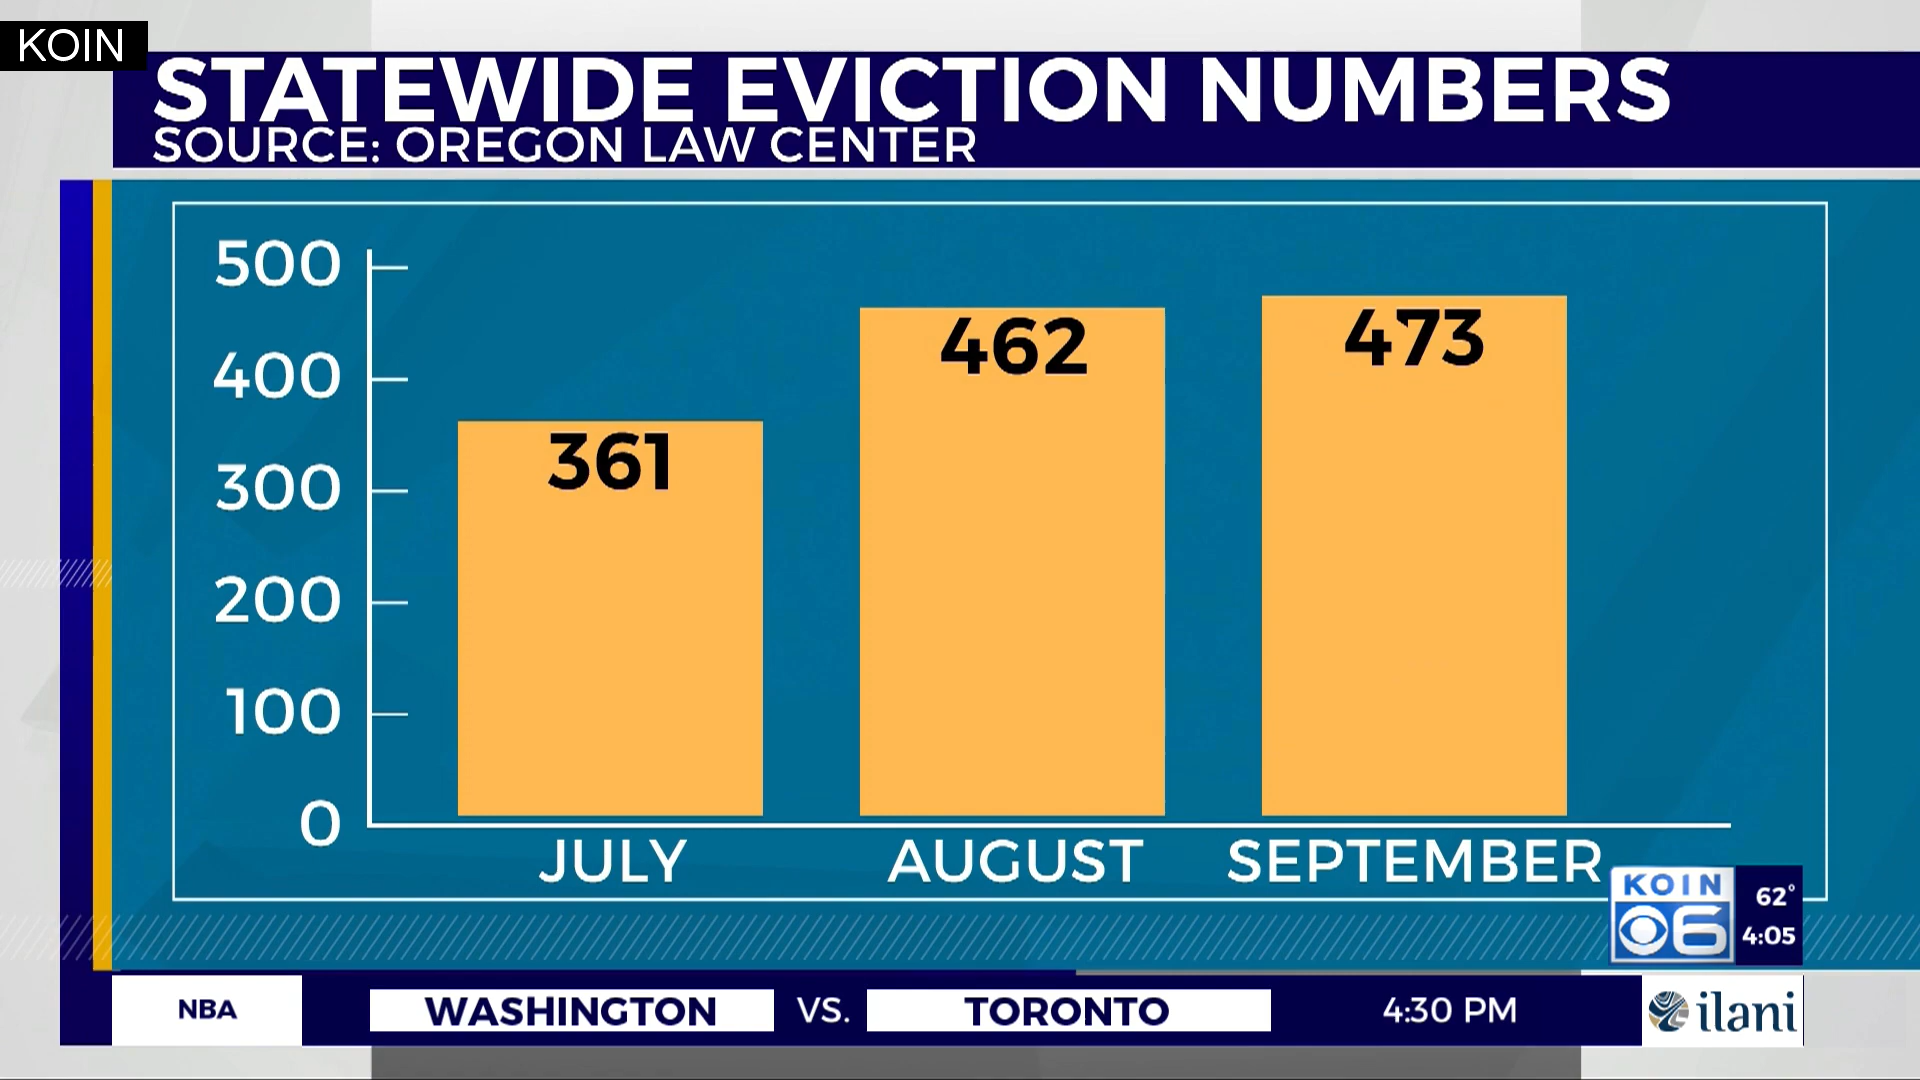 KOIN
STATEWIDE EVICTION NUMBERS
SOURCE: OREGON LAW CENTER
500
400
300
200
100
0
361
462
473
JULY
AUGUST
SEPTEMBER
KOIN
6
62°
4:05
NBA
WASHINGTON
VS.
TORONTO
4:30 PM
ilani